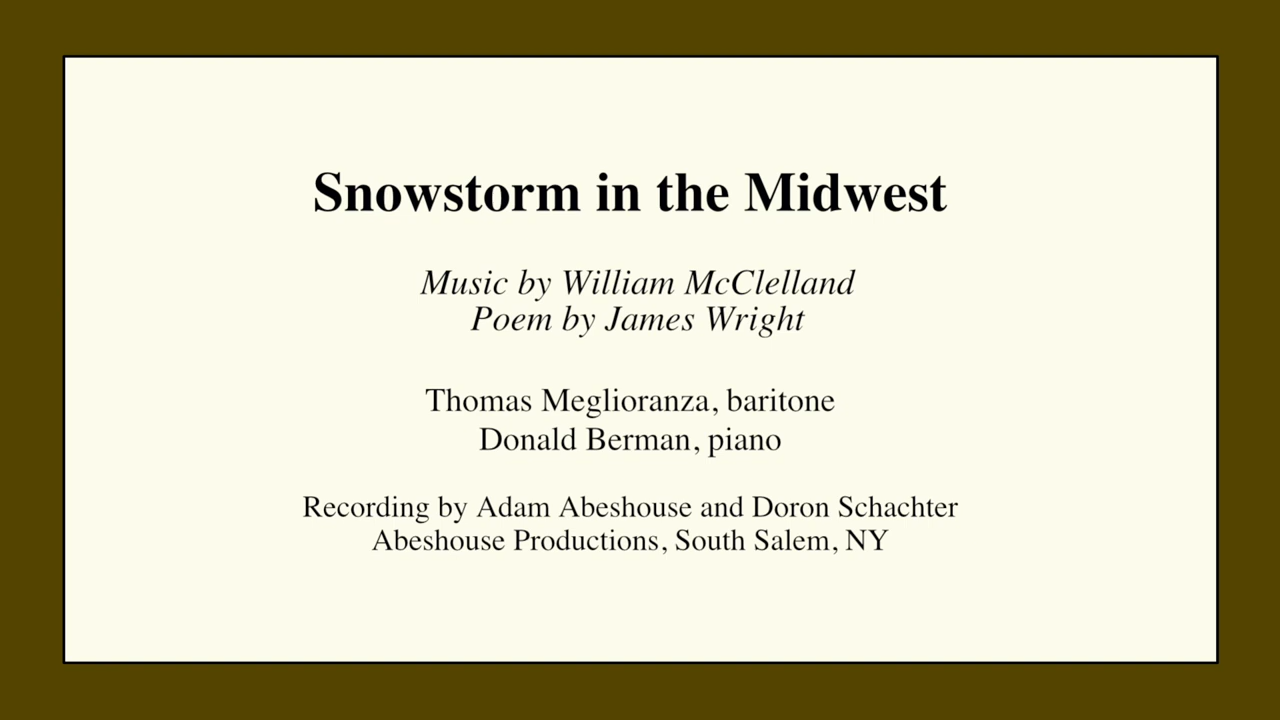 Snowstorm in the Midwest
Music by William McClelland
Poem by James Wright
Thomas Meglioranza, baritone
Donald Berman, piano
Recording by Adam Abeshouse and Doron Schachter
Abeshouse Productions, South Salem, NY